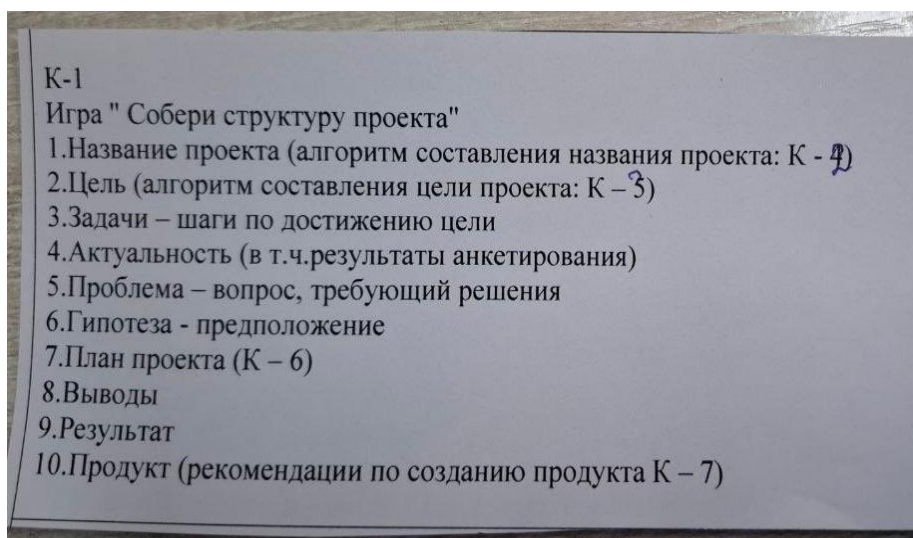 К-1
Игра " Собери структуру проекта"
1.Название проекта (алгоритм составления названия проекта: К - 2)
2.Цель (алгоритм составления цели проекта: К – 3)
3.Задачи – шаги по достижению цели
4.Актуальность (в т.ч.результаты анкетирования)
5.Проблема – вопрос, требующий решения
6.Гипотеза - предположение
7.План проекта (К – 6)
8.Выводы
9.Результат
10.Продукт (рекомендации по созданию продукта К – 7)